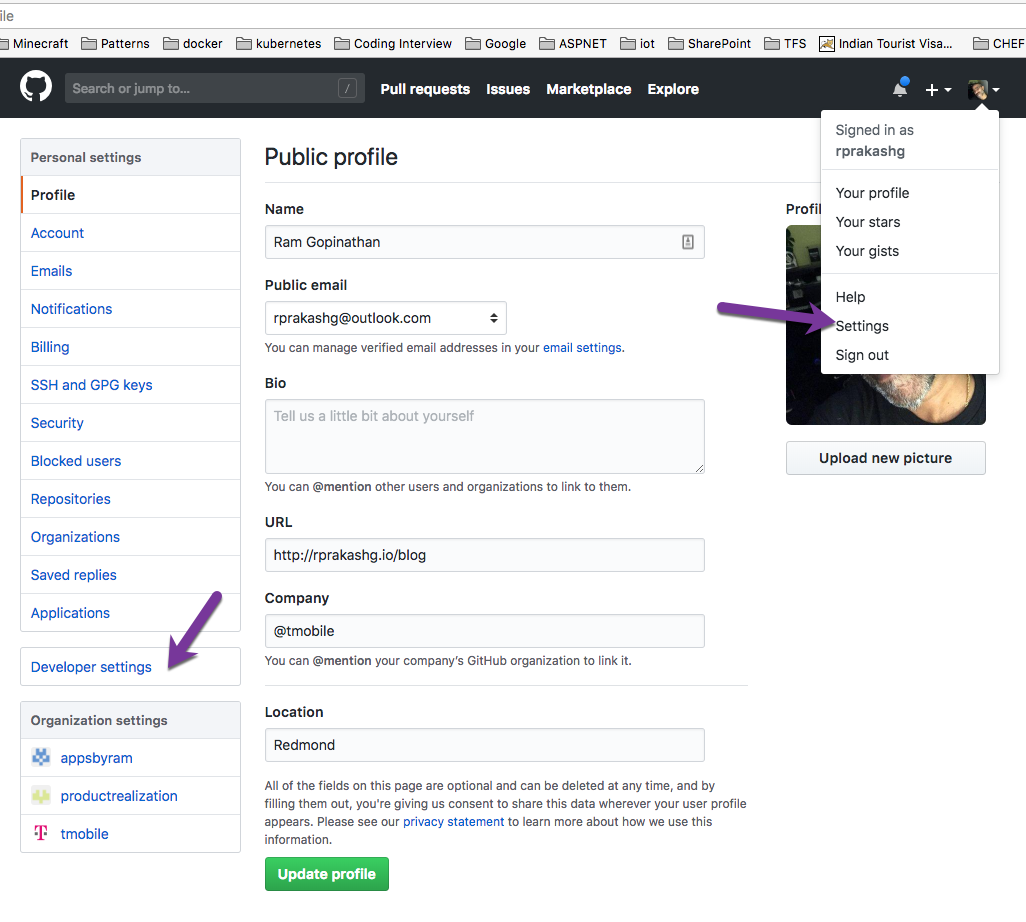 ile
Minecraft Patterns docker kubernetes Coding Interview Google ASPNET iot SharePoint TFS Indian Tourist Visa... CHEF
Search or jump to... / Pull requests Issues Marketplace Explore
Signed in as
rprakashg
Your profile
Your stars
Your gists
Help
Settings
Sign out
Personal settings
Profile
Account
Emails
Notifications
Billing
SSH and GPG keys
Security
Blocked users
Repositories
Organizations
Saved replies
Applications
Developer settings
Organization settings
appsbyram
productrealization
T tmobile
Public profile
Name
Ram Gopinathan
Public email
rprakashg@outlook.com
You can manage verified email addresses in your email settings.
Bio
Tell us a little bit about yourself
You can @mention other users and organizations to link to them.
URL
http://rprakashg.io/blog
Company
@tmobile
You can @mention your company's GitHub organization to link it.
Location
Redmond
All of the fields on this page are optional and can be deleted at any time, and by
filling them out, you're giving us consent to share this data wherever your user profile
appears. Please see our privacy statement to learn more about how we use this
information.
Update profile
Profil
Upload new picture